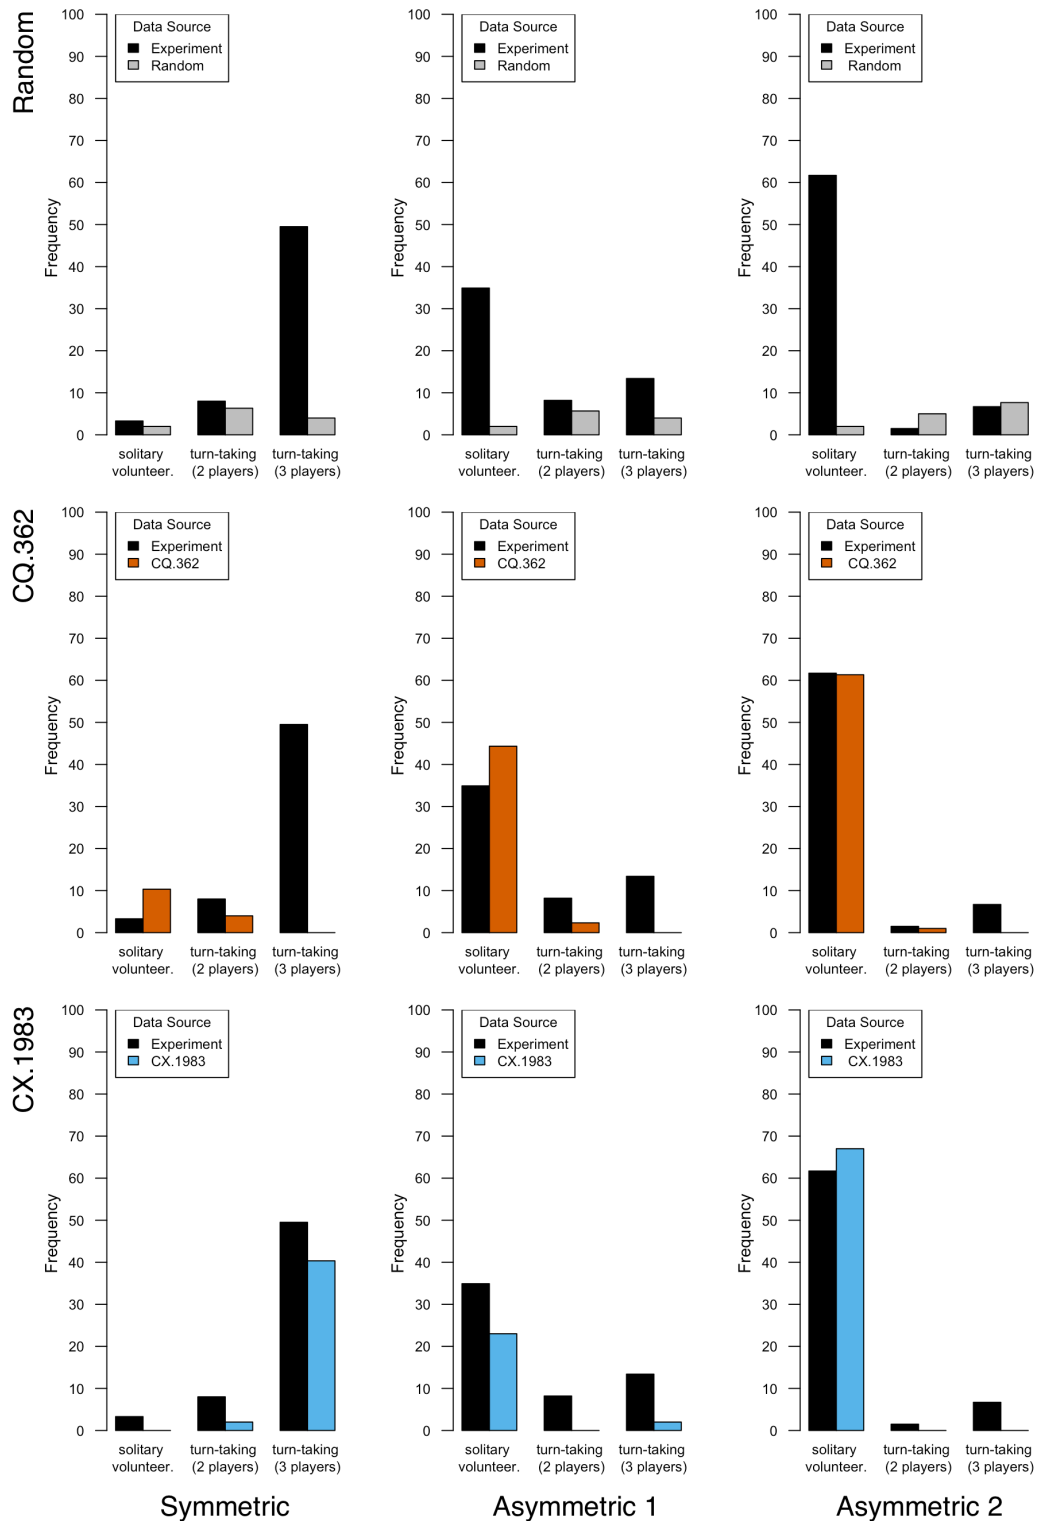 Random
Data Source
Experiment
Random
Frequency
100
90
80
70
60
50
40
30
20
10
0
solitary volunteer.
turn-taking (2 players)
turn-taking (3 players)
Data Source
Experiment
Random
Frequency
100
90
80
70
60
50
40
30
20
10
0
solitary volunteer.
turn-taking (2 players)
turn-taking (3 players)
Data Source
Experiment
Random
Frequency
100
90
80
70
60
50
40
30
20
10
0
solitary volunteer.
turn-taking (2 players)
turn-taking (3 players)
CQ.362
Data Source
Experiment
CQ.362
Frequency
100
90
80
70
60
50
40
30
20
10
0
solitary volunteer.
turn-taking (2 players)
turn-taking (3 players)
Data Source
Experiment
CQ.362
Frequency
100
90
80
70
60
50
40
30
20
10
0
solitary volunteer.
turn-taking (2 players)
turn-taking (3 players)
Data Source
Experiment
CQ.362
Frequency
100
90
80
70
60
50
40
30
20
10
0
solitary volunteer.
turn-taking (2 players)
turn-taking (3 players)
CX.1983
Data Source
Experiment
CX.1983
Frequency
100
90
80
70
60
50
40
30
20
10
0
solitary volunteer.
turn-taking (2 players)
turn-taking (3 players)
Data Source
Experiment
CX.1983
Frequency
100
90
80
70
60
50
40
30
20
10
0
solitary volunteer.
turn-taking (2 players)
turn-taking (3 players)
Data Source
Experiment
CX.1983
Frequency
100
90
80
70
60
50
40
30
20
10
0
solitary volunteer.
turn-taking (2 players)
turn-taking (3 players)
Symmetric
Asymmetric 1
Asymmetric 2